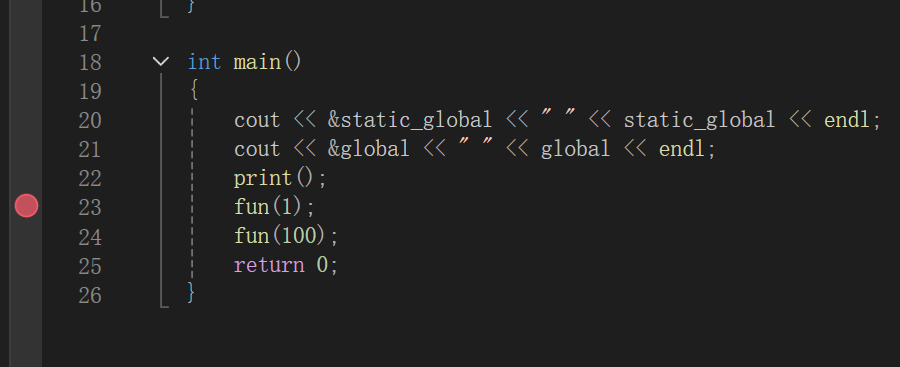 16 }
17
18 int main()
19 {
20 cout << &static_global << " " << static_global << endl;
21 cout << &global << " " << global << endl;
22 print();
23 fun(1);
24 fun(100);
25 return 0;
26 }